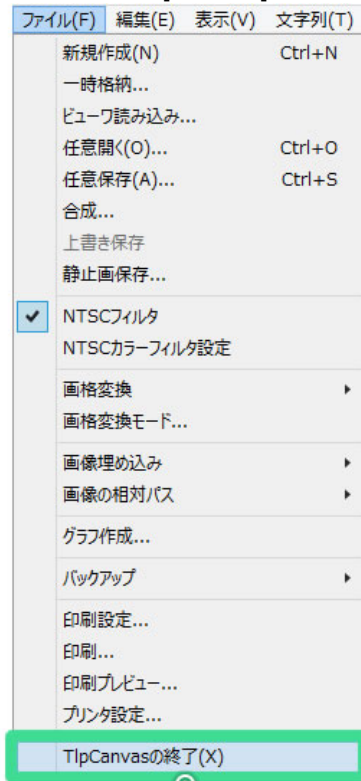 ファイル(F) 編集(E) 表示(V) 文字列(T)
新規作成(N) Ctrl+N
一時格納...
ビューワ読み込み...
任意開く(O)... Ctrl+O
任意保存(A)... Ctrl+S
合成...
上書き保存
静止画保存...
NTSCフィルタ
NTSCカラーフィルタ設定
画格変換
画格変換モード...
画像埋め込み
画像の相対パス
グラフ作成...
バックアップ
印刷設定...
印刷...
印刷プレビュー...
プリンタ設定...
TlpCanvasの終了(X)